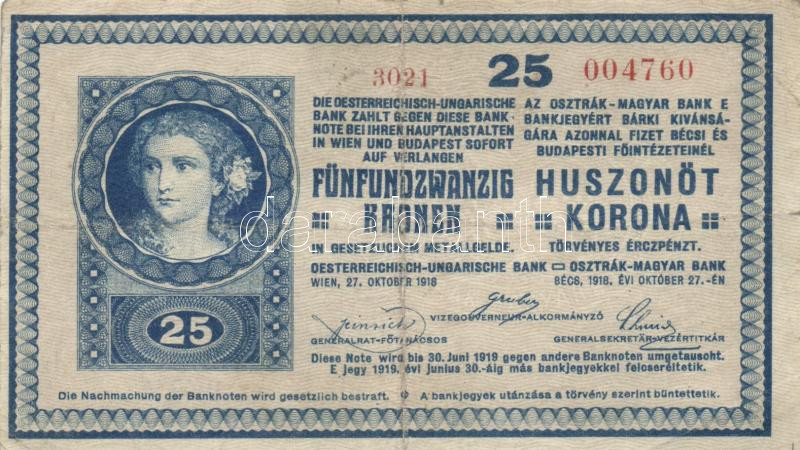 3021 25 004760
DIE OESTERREICHISCH-UNGARISCHE
BANK ZAHLT GEGEN DIESE BANK-
NOTE BEI IHREN HAUPTANSTALTEN
IN WIEN UND BUDAPEST SOFORT
AUF VERLANGEN
FÜNFUNDZWANZIG
KRONEN
IN GESETZLICHEM METALLGELDE.
AZ OSZTRÁK-MAGYAR BANK E
BANKJEGYÉRT BÁRKI KIVÁNSÁ-
GÁRA AZONNAL FIZET BÉCSI ÉS
BUDAPESTI FŐINTÉZETEINÉL
HUSZONÖT
KORONA
TÖRVÉNYES ÉRCZPÉNZT.
OESTERREICHISCH-UNGARISCHE BANK OSZTRÁK-MAGYAR BANK
WIEN, 27. OKTOBER 1918 BÉCS, 1918. ÉVI OKTÓBER 27.-ÉN
Gruber
VIZEGOUVERNEUR-ALKORMÁNYZÓ
GENERALRAT-FŐTANÁCSOS GENERALSEKRETÄR-VEZÉRTITKÁR
Diese Note wird bis 30. Juni 1919 gegen andere Banknoten umgetauscht.
E jegy 1919. évi junius 30.-áig más bankjegyekkel felcseréltetik.
25
Die Nachmachung der Banknoten wird gesetzlich bestraft. * A bankjegyek utánzása a törvény szerint büntettetik.
darabanth